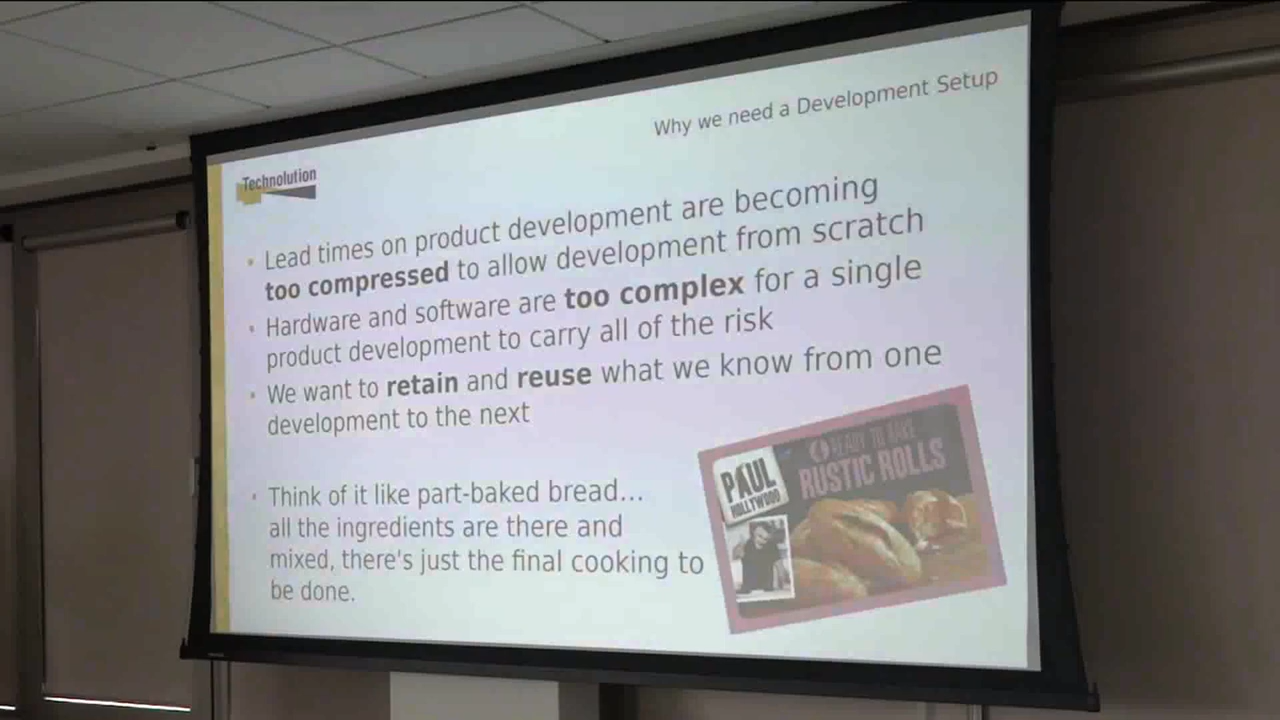 Why we need a Development Setup
Technolution
• Lead times on product development are becoming
too compressed to allow development from scratch
• Hardware and software are too complex for a single
product development to carry all of the risk
• We want to retain and reuse what we know from one
development to the next
• Think of it like part-baked bread...
all the ingredients are there and
mixed, there's just the final cooking to
be done.
PAUL
HOLLYWOOD
READY TO BAKE
RUSTIC ROLLS